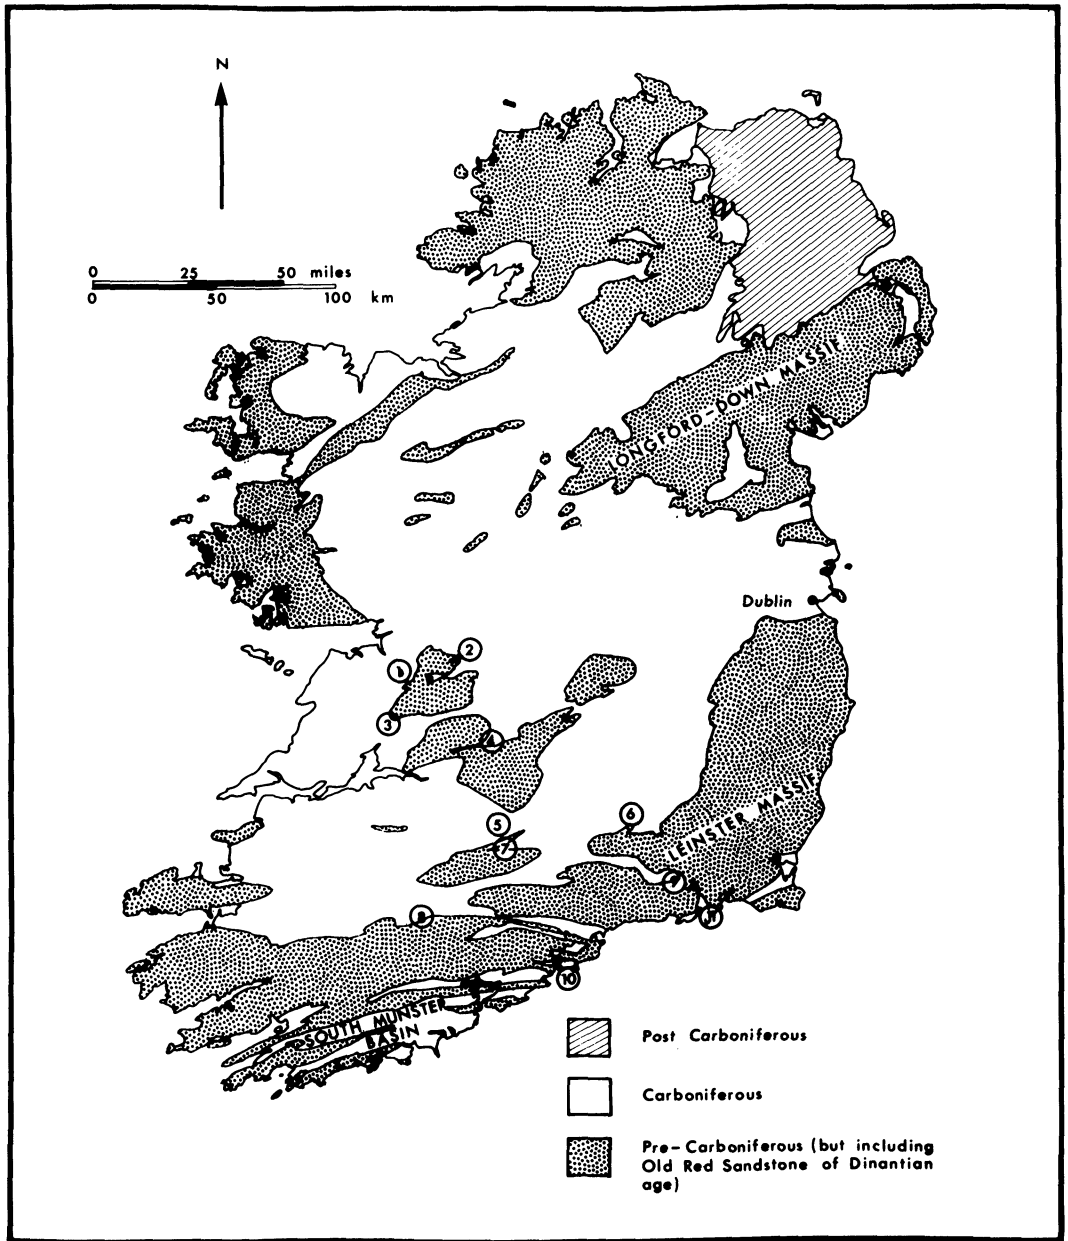 N
0 25 50 miles
0 50 100 km
LONGFORD-DOWN MASSIF
Dublin
1
2
3
4
5
6
7
LEINSTER MASSIF
8
9
10
11
SOUTH MUNSTER
BASIN
Post Carboniferous
Carboniferous
Pre-Carboniferous (but including
Old Red Sandstone of Dinantian
age)